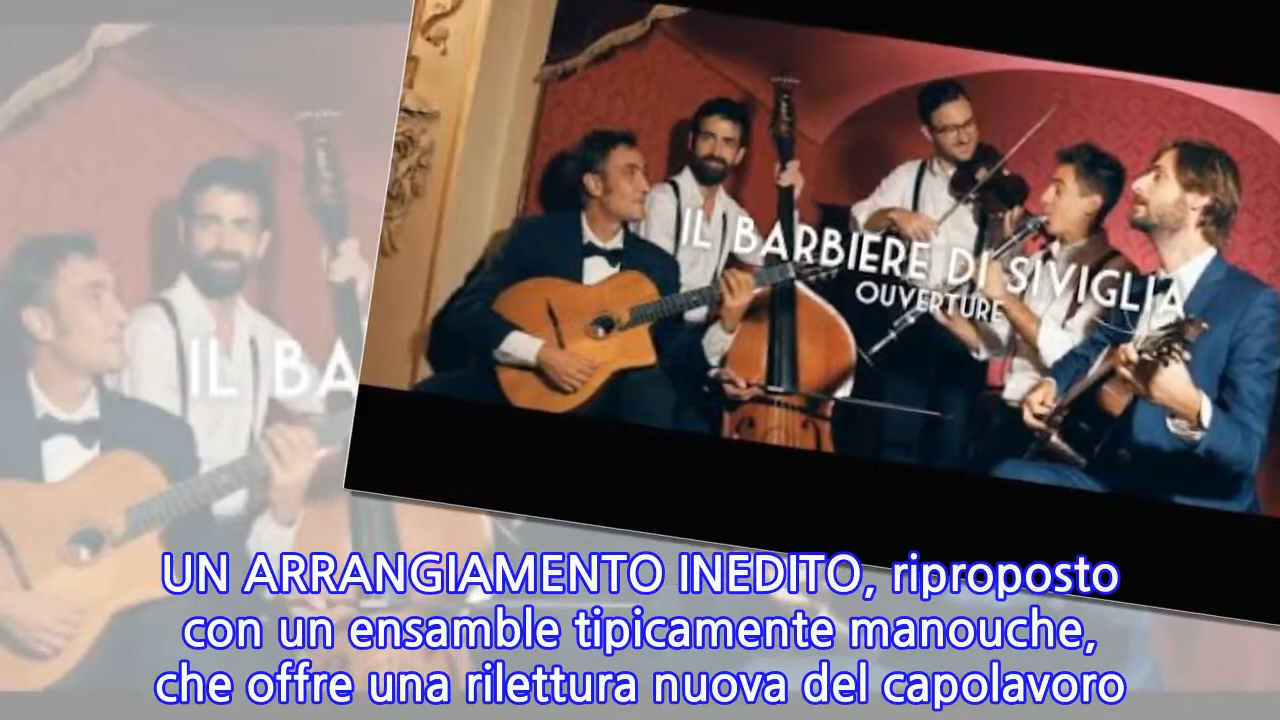 IL BARBIERE DI SIVIGLIA
OUVERTURE
IL BA
UN ARRANGIAMENTO INEDITO, riproposto
con un ensamble tipicamente manouche,
che offre una rilettura nuova del capolavoro